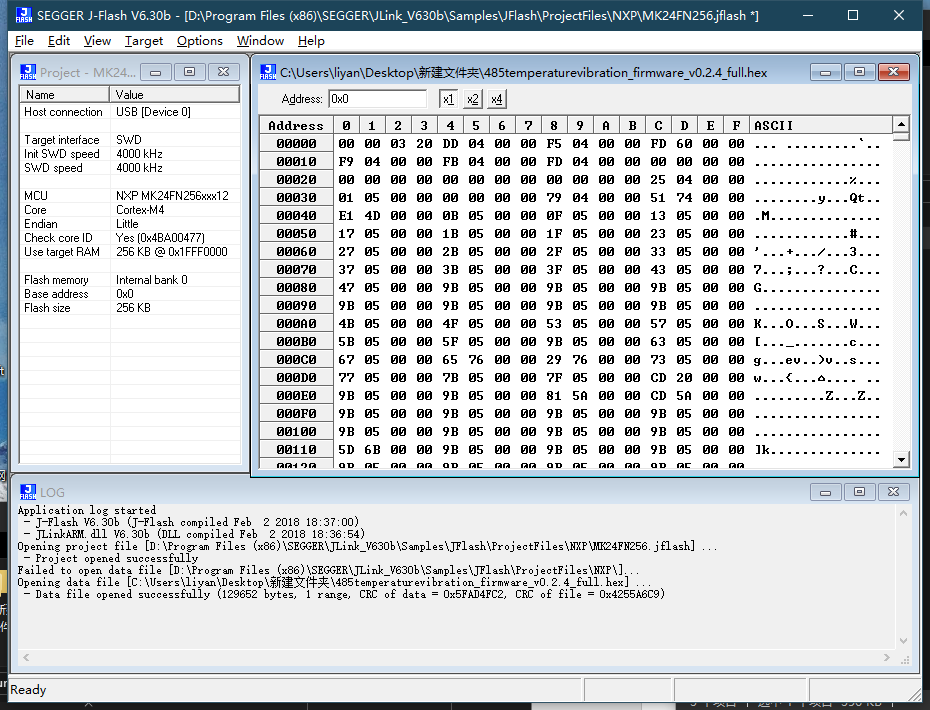 SEGGER J-Flash V6.30b - [D:\Program Files (x86)\SEGGER\JLink_V630b\Samples\JFlash\ProjectFiles\NXP\MK24FN256.jflash *]
File Edit View Target Options Window Help
Project - MK24...
Name Value
Host connection USB [Device 0]
Target interface SWD
Init SWD speed 4000 kHz
SWD speed 4000 kHz
MCU NXP MK24FN256xxx12
Core Cortex-M4
Endian Little
Check core ID Yes (0x4BA00477)
Use target RAM 256 KB @ 0x1FFF0000
Flash memory Internal bank 0
Base address 0x0
Flash size 256 KB
C:\Users\liyan\Desktop\新建文件夹\485temperaturevibration_firmware_v0.2.4_full.hex
Address: 0x0 x1 x2 x4
Address 0 1 2 3 4 5 6 7 8 9 A B C D E F ASCII
00000 00 00 03 20 DD 04 00 00 F5 04 00 00 FD 60 00 00 ... ..........`..
00010 F9 04 00 00 FB 04 00 00 FD 04 00 00 00 00 00 00 ................
00020 00 00 00 00 00 00 00 00 00 00 00 00 25 04 00 00 ............%...
00030 01 05 00 00 00 00 00 00 79 04 00 00 51 74 00 00 ........y...Qt..
00040 E1 4D 00 00 0B 05 00 00 0F 05 00 00 13 05 00 00 .M..............
00050 17 05 00 00 1B 05 00 00 1F 05 00 00 23 05 00 00 ............#...
00060 27 05 00 00 2B 05 00 00 2F 05 00 00 33 05 00 00 '...+.../...3...
00070 37 05 00 00 3B 05 00 00 3F 05 00 00 43 05 00 00 7...;...?...C...
00080 47 05 00 00 9B 05 00 00 9B 05 00 00 9B 05 00 00 G...............
00090 9B 05 00 00 9B 05 00 00 9B 05 00 00 9B 05 00 00 ................
000A0 4B 05 00 00 4F 05 00 00 53 05 00 00 57 05 00 00 K...O...S...W...
000B0 5B 05 00 00 5F 05 00 00 9B 05 00 00 63 05 00 00 [..._.......c...
000C0 67 05 00 00 65 76 00 00 29 76 00 00 73 05 00 00 g...ev..)v..s...
000D0 77 05 00 00 7B 05 00 00 7F 05 00 00 CD 20 00 00 w...{...△.... ..
000E0 9B 05 00 00 9B 05 00 00 81 5A 00 00 CD 5A 00 00 .........Z...Z..
000F0 9B 05 00 00 9B 05 00 00 9B 05 00 00 9B 05 00 00 ................
00100 9B 05 00 00 9B 05 00 00 9B 05 00 00 9B 05 00 00 ................
00110 5D 6B 00 00 9B 05 00 00 9B 05 00 00 9B 05 00 00 ]k..............
00120 9B 05 00 00 9B 05 00 00 9B 05 00 00 9B 05 00 00
LOG
Application log started
- J-Flash V6.30b (J-Flash compiled Feb 2 2018 18:37:00)
- JLinkARM.dll V6.30b (DLL compiled Feb 2 2018 18:36:54)
Opening project file [D:\Program Files (x86)\SEGGER\JLink_V630b\Samples\JFlash\ProjectFiles\NXP\MK24FN256.jflash] ...
- Project opened successfully
Failed to open data file [D:\Program Files (x86)\SEGGER\JLink_V630b\Samples\JFlash\ProjectFiles\NXP\]...
Opening data file [C:\Users\liyan\Desktop\新建文件夹\485temperaturevibration_firmware_v0.2.4_full.hex] ...
- Data file opened successfully (129652 bytes, 1 range, CRC of data = 0x5FAD4FC2, CRC of file = 0x4255A6C9)
Ready